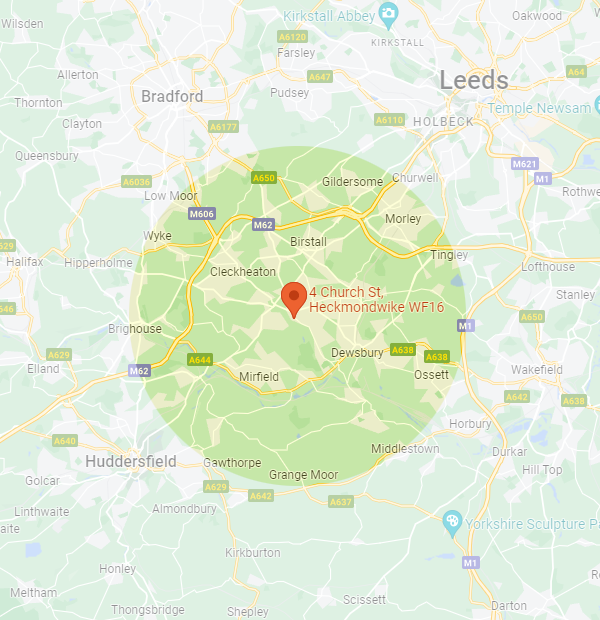 Wilsden
Kirkstall Abbey
Oakwood
A6120
KIRKSTALL
Farsley
Allerton
A647
A64
Leeds
Bradford
Pudsey
Thornton
Temple Newsam
Clayton
A6177
A6110
HOLBECK
Queensbury
M621
A650
A6036
Gildersome
Churwell
M1
Low Moor
Rothwe
M606
M62
Morley
Wyke
Birstall
A629
Halifax
Hipperholme
Tingley
Cleckheaton
Lofthouse
4 Church St,
Heckmondwike WF16
Stanley
646
A650
Brighouse
M1
A629
Dewsbury
A638
A638
Elland
A644
M62
Mirfield
Ossett
Wakefield
A642
A638
Horbury
A640
Middlestown
Durkar
Huddersfield
Gawthorpe
Hill Top
Golcar
Grange Moor
A629
A642
A637
Linthwaite
Almondbury
aite
Yorkshire Sculpture Pa
Kirkburton
Honley
M1
Meltham
R
Thongsbridge
Shepley
Scissett
Darton